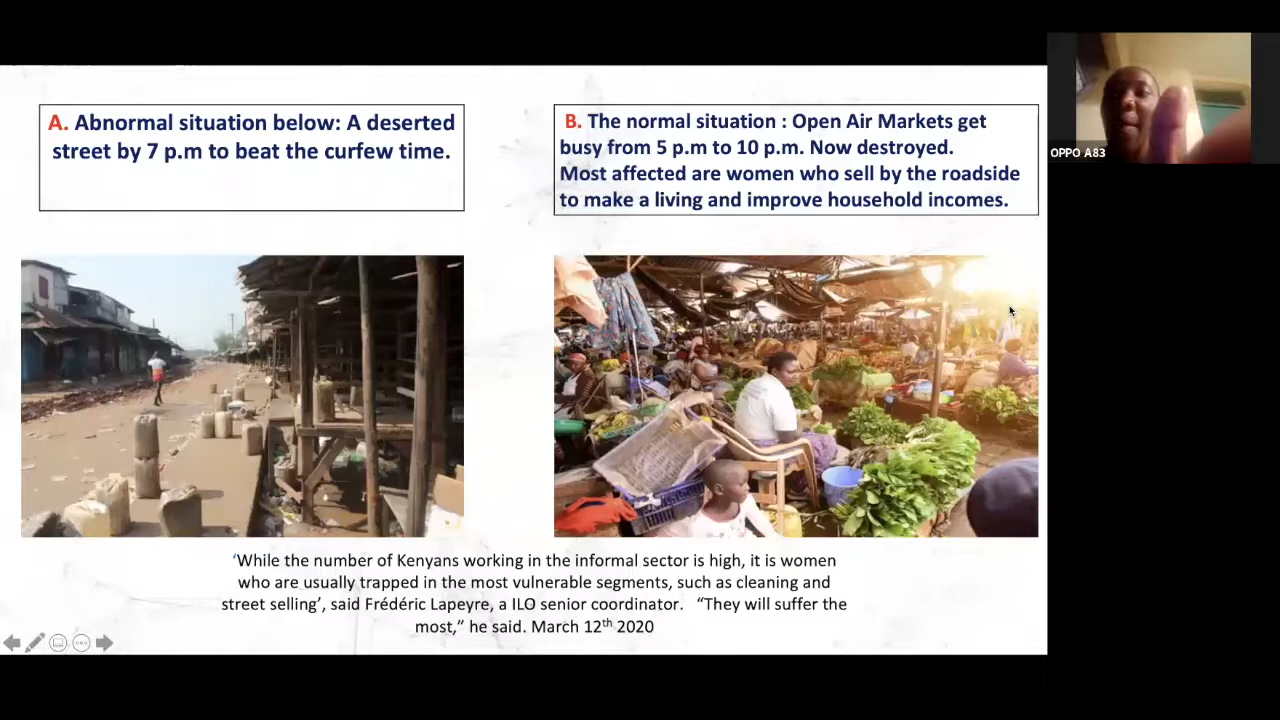 A. Abnormal situation below: A deserted
street by 7 p.m to beat the curfew time.
B. The normal situation : Open Air Markets get
busy from 5 p.m to 10 p.m. Now destroyed.
Most affected are women who sell by the roadside
to make a living and improve household incomes.
OPPO A83
‘While the number of Kenyans working in the informal sector is high, it is women
who are usually trapped in the most vulnerable segments, such as cleaning and
street selling’, said Frédéric Lapeyre, a ILO senior coordinator. “They will suffer the
most,” he said. March 12th 2020